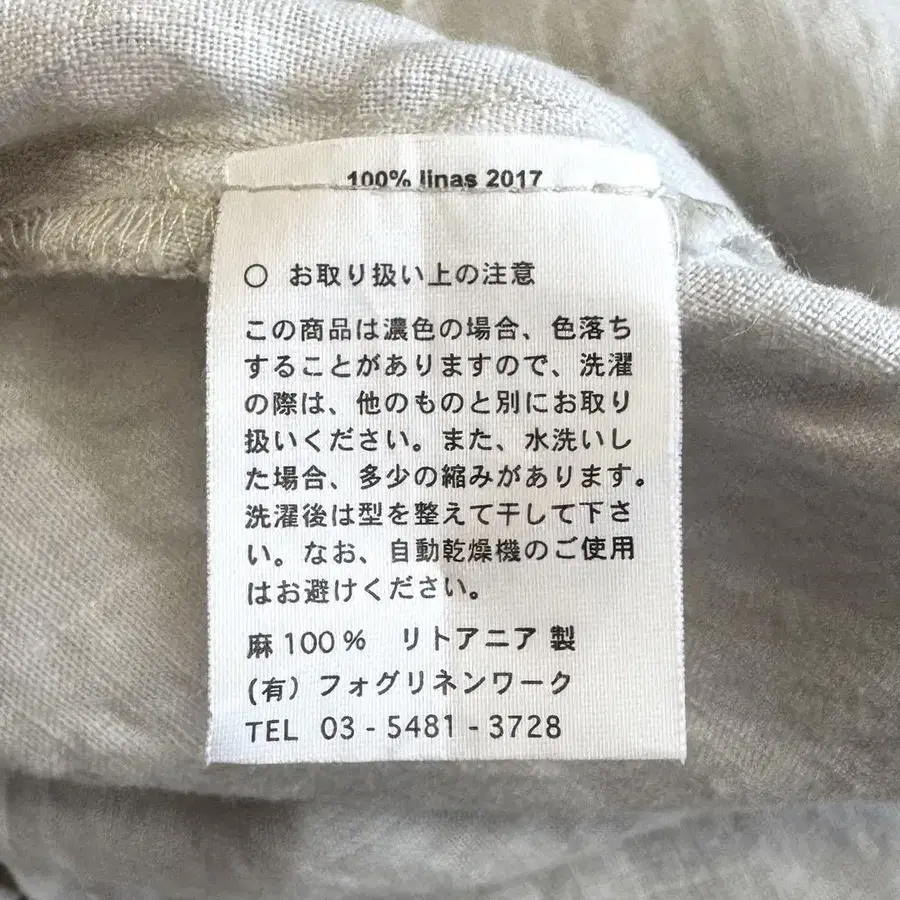 100% linas 2017
○ お取り扱い上の注意
この商品は濃色の場合、色落ち
することがありますので、洗濯
の際は、他のものと別にお取り
扱いください。また、水洗いし
た場合、多少の縮みがあります。
洗濯後は型を整えて干して下さ
い。なお、自動乾燥機のご使用
はお避けください。
麻100% リトアニア製
(有) フォグリネンワーク
TEL 03-5481-3728